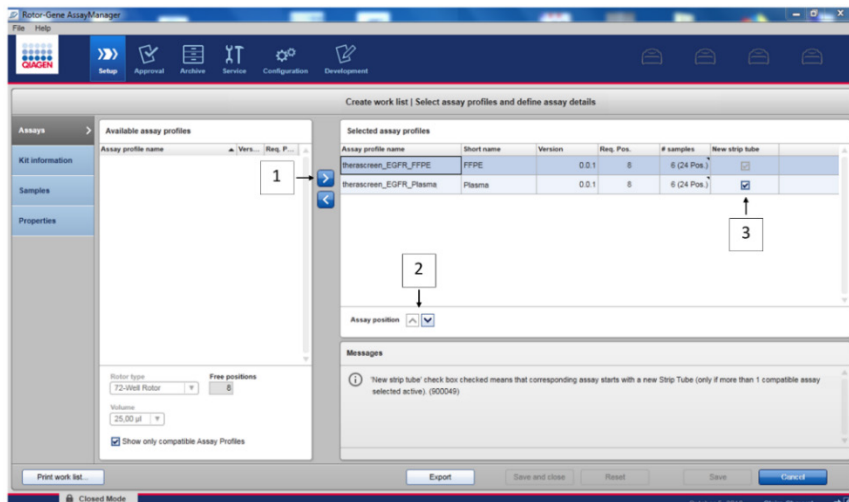 Rotor-Gene AssayManager
File Help
QIAGEN
Setup Approval Archive Service Configuration Development
Create work list | Select assay profiles and define assay details
Assays
Kit information
Samples
Properties
Available assay profiles
Assay profile name Vers... Req. P...
1
Rotor type Free positions
72-Well Rotor 8
Volume
25,00 µl
Show only compatible Assay Profiles
Selected assay profiles
Assay profile name Short name Version Req. Pos. # samples New strip tube
therascreen_EGFR_FFPE FFPE 0.0.1 8 6 (24 Pos.)
therascreen_EGFR_Plasma Plasma 0.0.1 8 6 (24 Pos.)
3
2
Assay position
Messages
'New strip tube' check box checked means that corresponding assay starts with a new Strip Tube (only if more than 1 compatible assay
selected active). (900049)
Print work list... Export Save and close Reset Save Cancel
Closed Mode